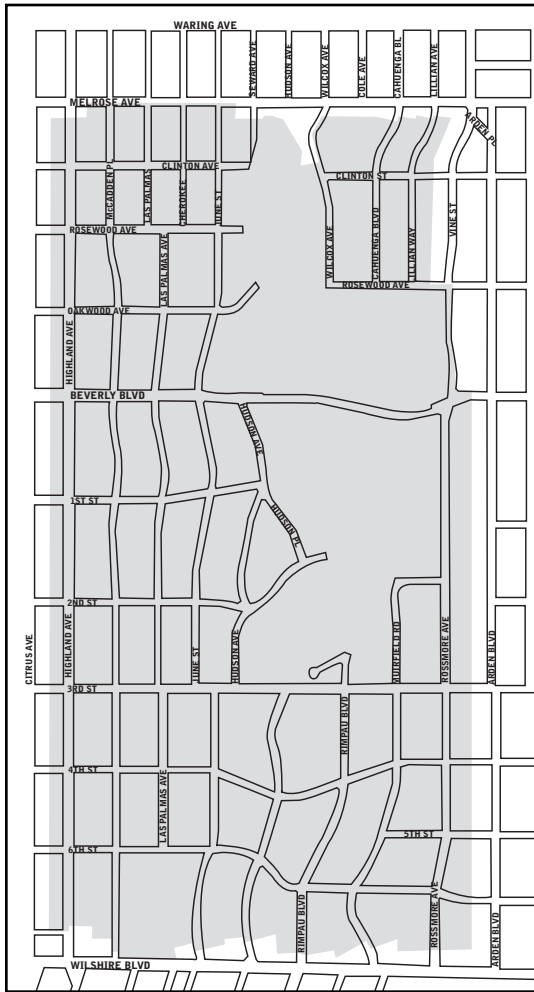 WARING AVE
SEWARD AVE
HUDSON AVE
WILCOX AVE
COLE AVE
CAHUENGA BL
LILLIAN AVE
MELROSE AVE
ARDEN PL
CLINTON AVE
CLINTON ST
McCADDEN PL
LAS PALMAS
CHEROKEE
JUNE ST
VINE ST
ROSEWOOD AVE
WILCOX AVE
CAHUENGA BLVD
LILLIAN WAY
LAS PALMAS AVE
ROSEWOOD AVE
OAKWOOD AVE
HIGHLAND AVE
BEVERLY BLVD
HUDSON AVE
1ST ST
HUDSON PL
2ND ST
CITRUS AVE
HIGHLAND AVE
JUNE ST
HUDSON AVE
MUIRFIELD RD
ROSSMORE AVE
ARDEN BLVD
3RD ST
RIMPAU BLVD
4TH ST
LAS PALMAS AVE
5TH ST
6TH ST
RIMPAU BLVD
ROSSMORE AVE
ARDEN BLVD
WILSHIRE BLVD